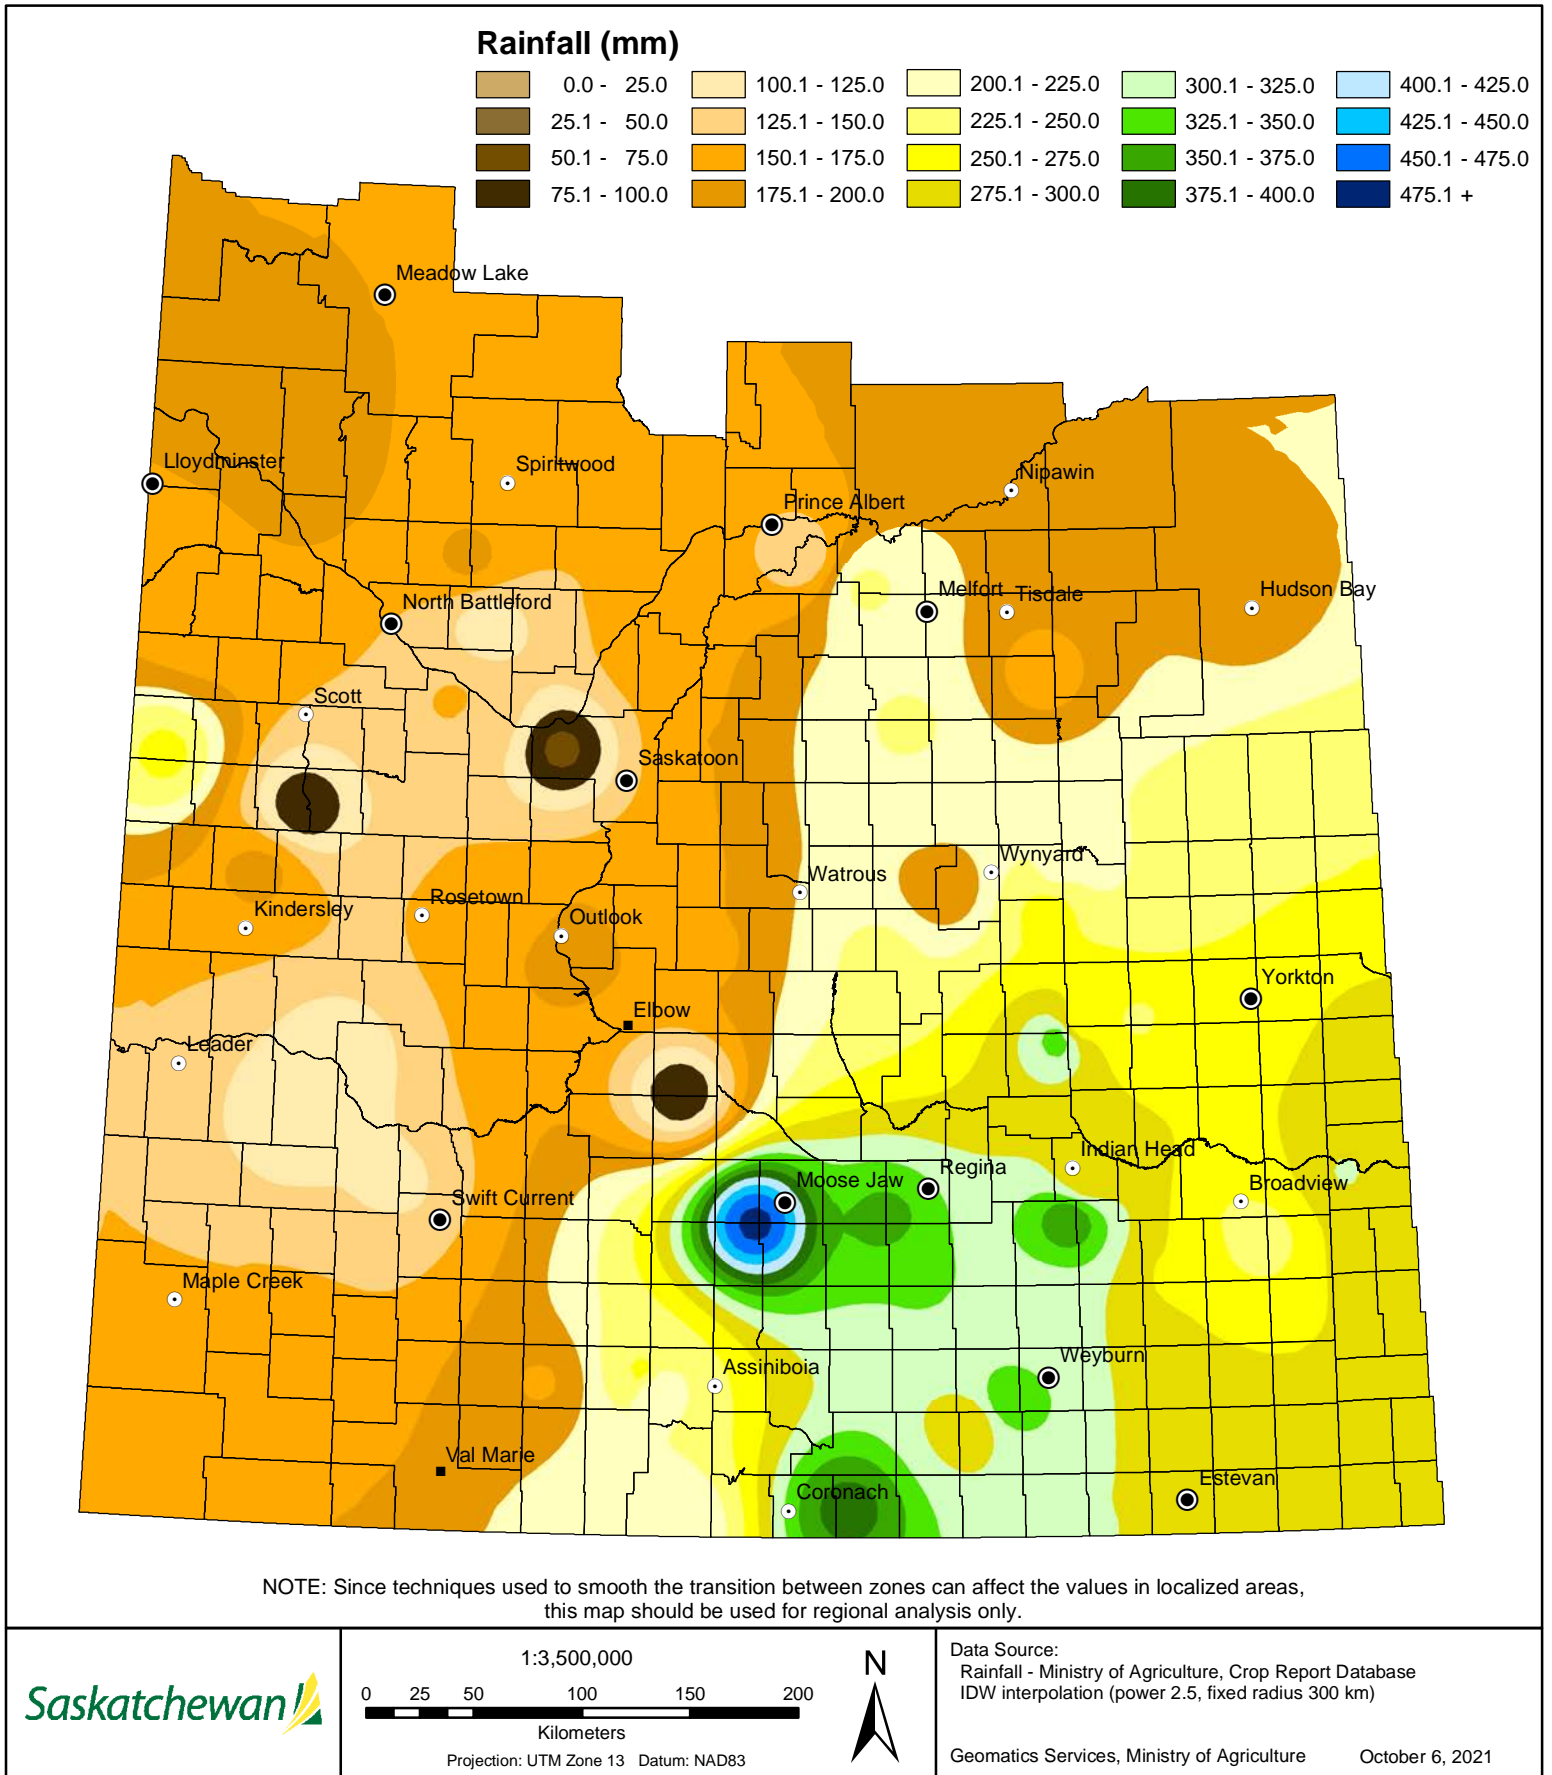 Rainfall (mm)
0.0 - 25.0
25.1 - 50.0
50.1 - 75.0
75.1 - 100.0
100.1 - 125.0
125.1 - 150.0
150.1 - 175.0
175.1 - 200.0
200.1 - 225.0
225.1 - 250.0
250.1 - 275.0
275.1 - 300.0
300.1 - 325.0
325.1 - 350.0
350.1 - 375.0
375.1 - 400.0
400.1 - 425.0
425.1 - 450.0
450.1 - 475.0
475.1 +
Meadow Lake
Lloydminster
Spiritwood
Nipawin
Prince Albert
Melfort
Tisdale
Hudson Bay
North Battleford
Scott
Saskatoon
Wynyard
Watrous
Rosetown
Kindersley
Outlook
Yorkton
Elbow
Leader
Indian Head
Regina
Moose Jaw
Broadview
Swift Current
Maple Creek
Weyburn
Assiniboia
Val Marie
Estevan
Coronach
NOTE: Since techniques used to smooth the transition between zones can affect the values in localized areas,
this map should be used for regional analysis only.
Saskatchewan
1:3,500,000
0 25 50 100 150 200
Kilometers
Projection: UTM Zone 13 Datum: NAD83
N
Data Source:
Rainfall - Ministry of Agriculture, Crop Report Database
IDW interpolation (power 2.5, fixed radius 300 km)
Geomatics Services, Ministry of Agriculture October 6, 2021